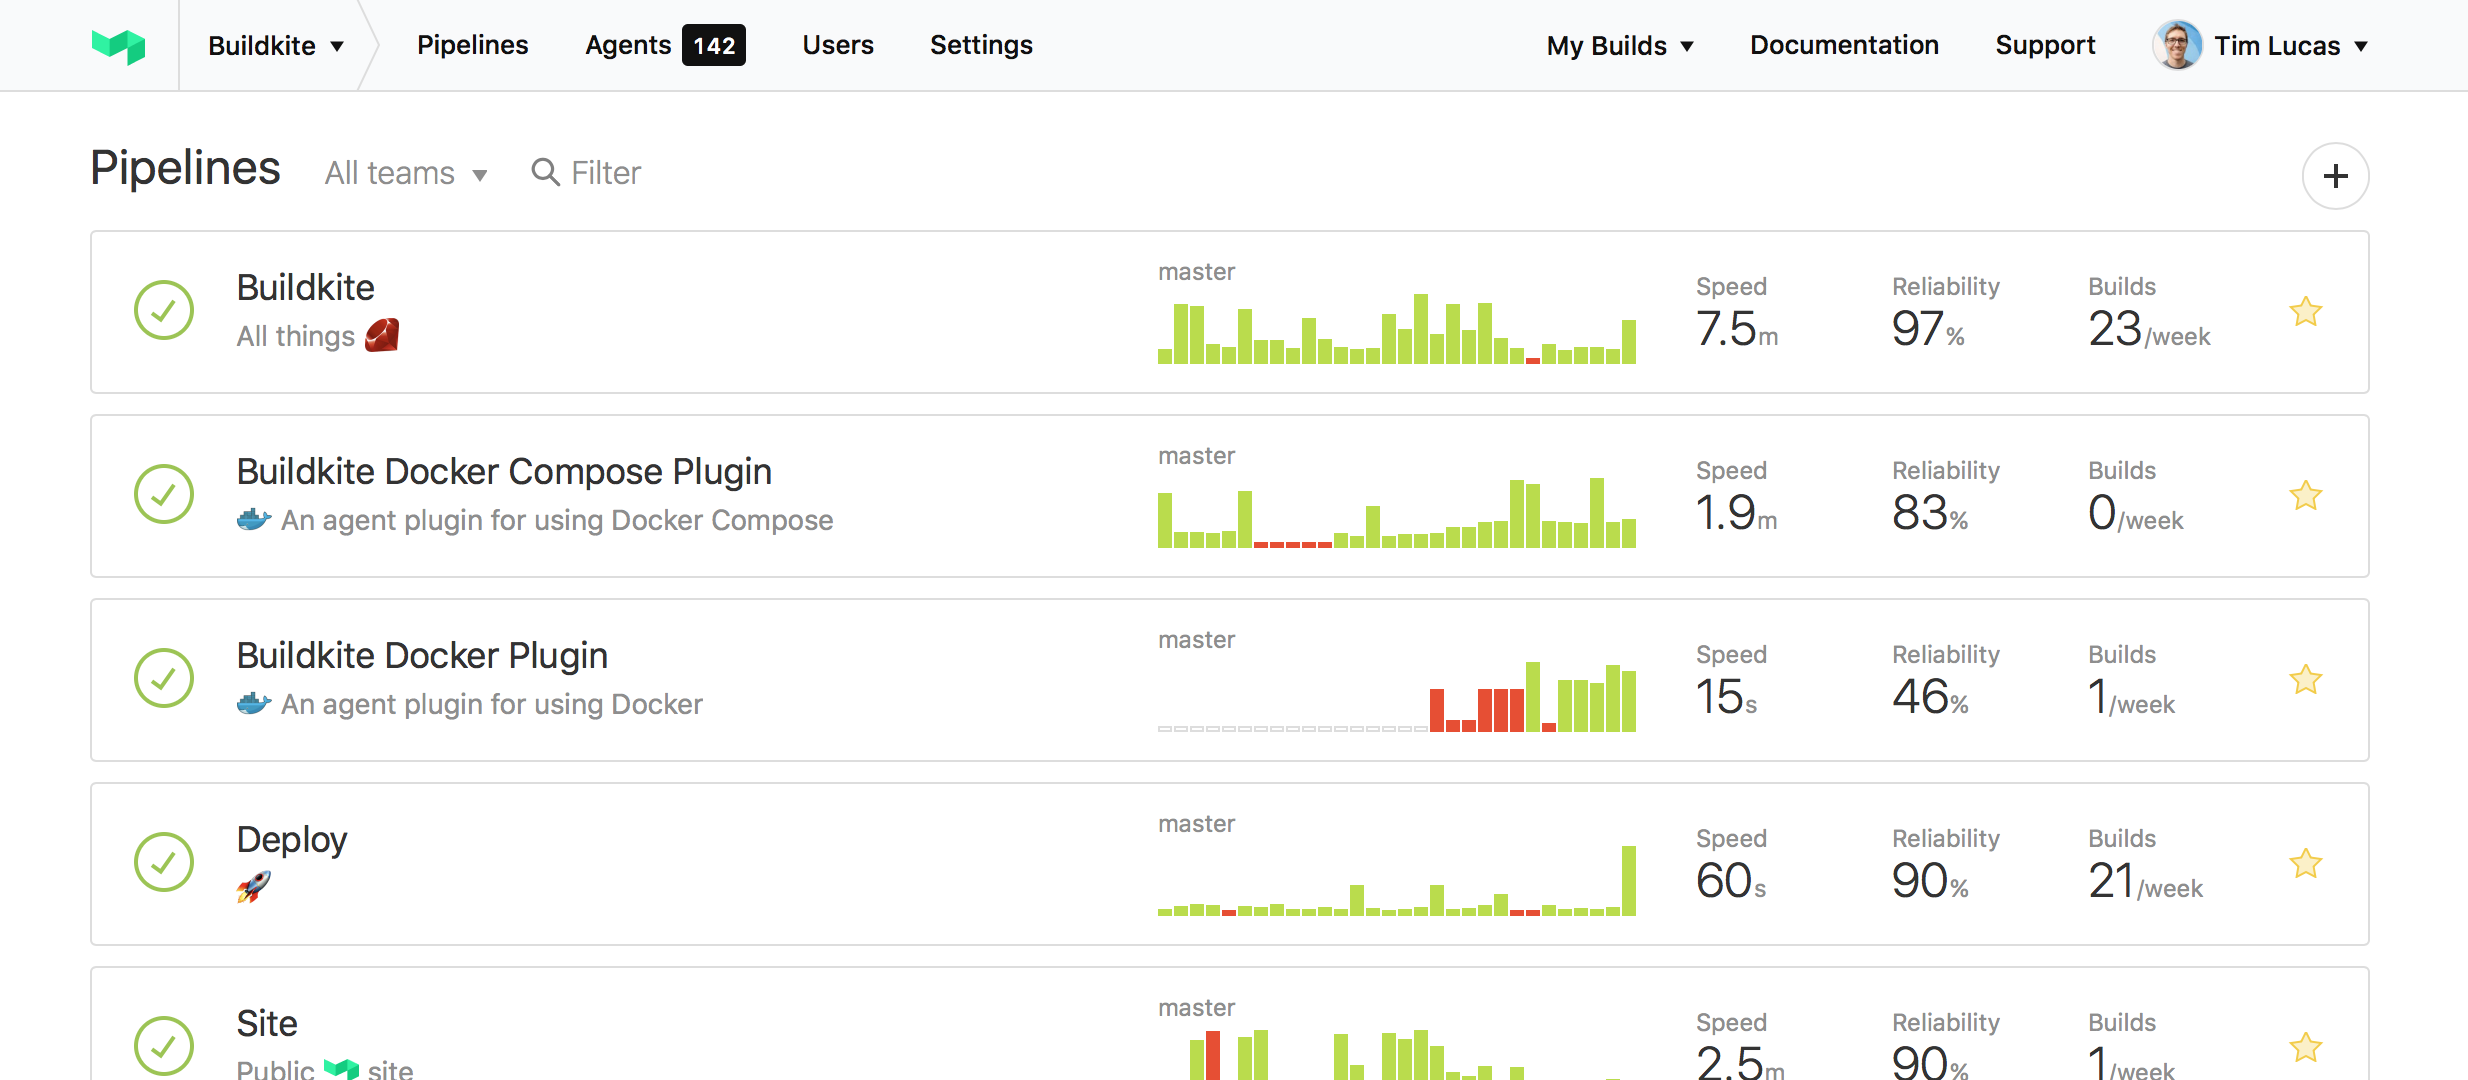 Buildkite ▼ Pipelines Agents 142 Users Settings My Builds ▼ Documentation Support Tim Lucas ▼
Pipelines All teams ▼ Filter +
Buildkite
All things
master
Speed Reliability Builds
7.5m 97% 23/week
Buildkite Docker Compose Plugin
An agent plugin for using Docker Compose
master
Speed Reliability Builds
1.9m 83% 0/week
Buildkite Docker Plugin
An agent plugin for using Docker
master
Speed Reliability Builds
15s 46% 1/week
Deploy
master
Speed Reliability Builds
60s 90% 21/week
Site
Public site
master
Speed Reliability Builds
2.5m 90% 1/week